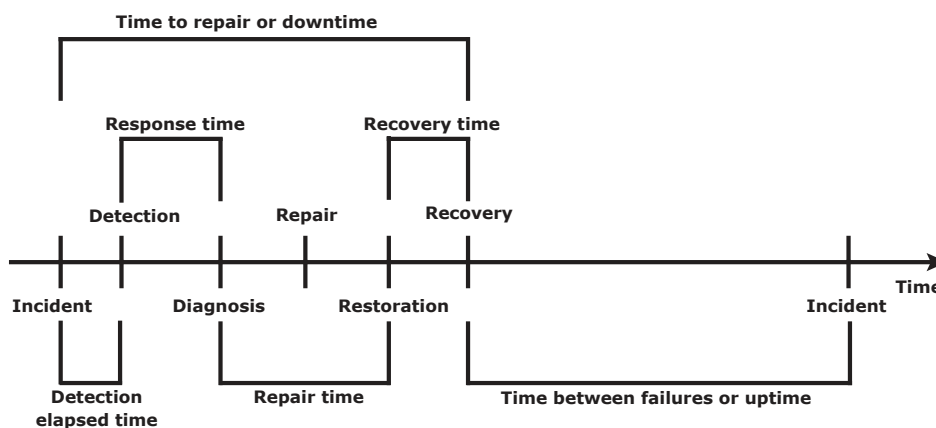 Time to repair or downtime
Response time
Recovery time
Detection
Repair
Recovery
Time
Incident
Diagnosis
Restoration
Incident
Detection
elapsed time
Repair time
Time between failures or uptime